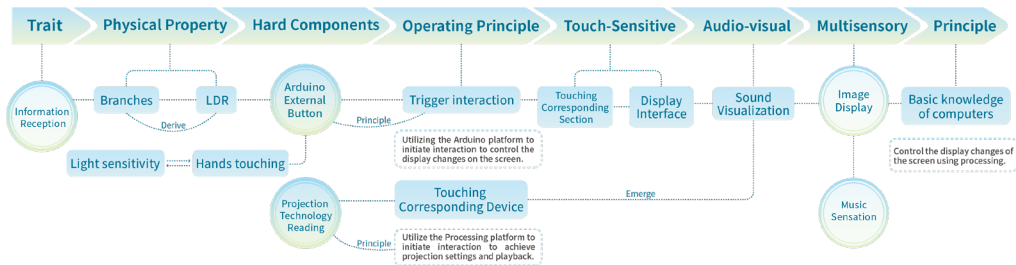 Trait
Physical Property
Hard Components
Operating Principle
Touch-Sensitive
Audio-visual
Multisensory
Principle
Information
Reception
Branches
LDR
Derive
Light sensitivity
Hands touching
Arduino
External
Button
Principle
Trigger interaction
Utilizing the Arduino platform to
initiate interaction to control the
display changes on the screen.
Touching
Corresponding
Section
Display
Interface
Sound
Visualization
Image
Display
Basic knowledge
of computers
Control the display changes of
the screen using processing.
Projection
Technology
Reading
Principle
Touching
Corresponding Device
Emerge
Utilize the Processing platform to
initiate interaction to achieve
projection settings and playback.
Music
Sensation